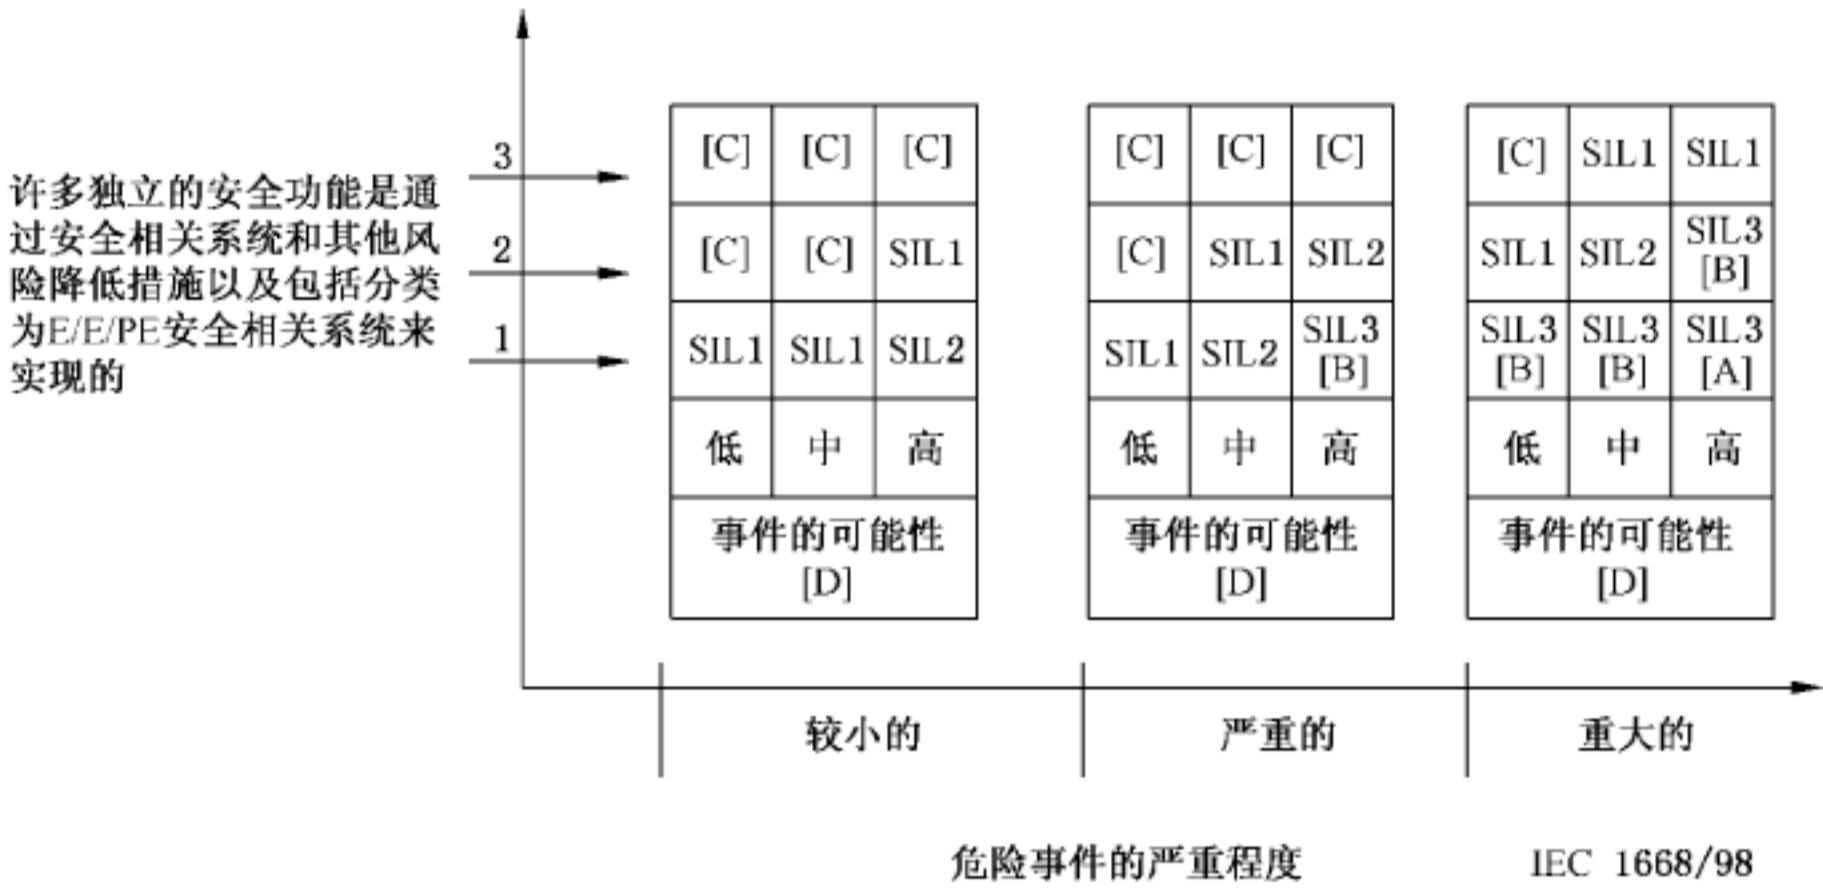 许多独立的安全功能是通
过安全相关系统和其他风
险降低措施以及包括分类
为E/E/PE安全相关系统来
实现的
3
2
1
[C] [C] [C]
[C] [C] SIL1
SIL1 SIL1 SIL2
低 中 高
事件的可能性
[D]
[C] [C] [C]
[C] SIL1 SIL2
SIL1 SIL2 SIL3 [B]
低 中 高
事件的可能性
[D]
[C] SIL1 SIL1
SIL1 SIL2 SIL3 [B]
SIL3 [B] SIL3 [B] SIL3 [A]
低 中 高
事件的可能性
[D]
较小的 严重的 重大的
危险事件的严重程度 IEC 1668/98